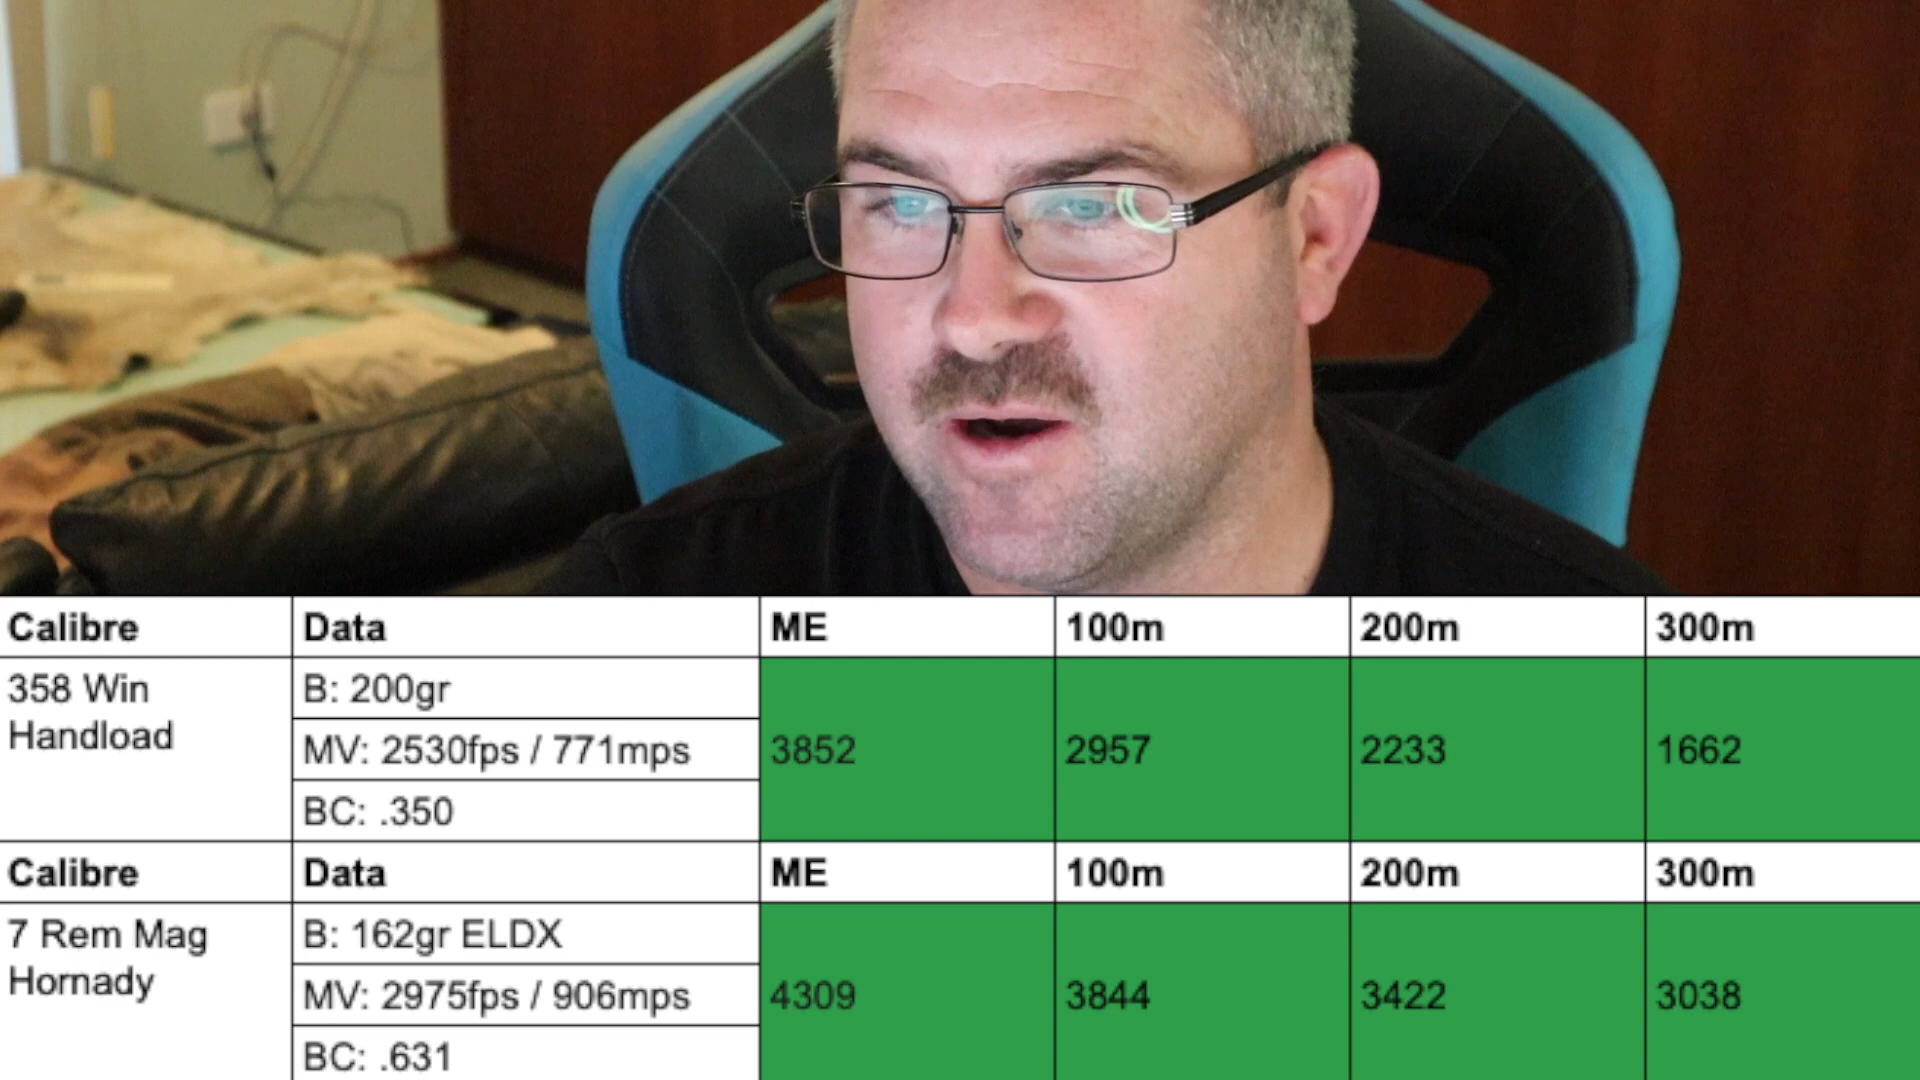 Calibre Data ME 100m 200m 300m
358 Win Handload B: 200gr
MV: 2530fps / 771mps 3852 2957 2233 1662
BC: .350
Calibre Data ME 100m 200m 300m
7 Rem Mag Hornady B: 162gr ELDX
MV: 2975fps / 906mps 4309 3844 3422 3038
BC: .631